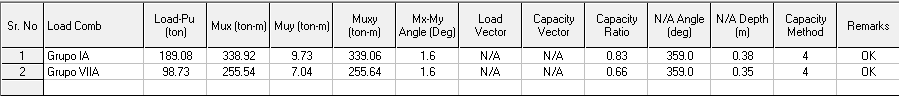 Sr. No Load Comb Load-Pu (ton) Mux (ton-m) Muy (ton-m) Muxy (ton-m) Mx-My Angle (Deg) Load Vector Capacity Vector Capacity Ratio N/A Angle (deg) N/A Depth (m) Capacity Method Remarks
1 Grupo IA 189.08 338.92 9.73 339.06 1.6 N/A N/A 0.83 359.0 0.38 4 OK
2 Grupo VIIA 98.73 255.54 7.04 255.64 1.6 N/A N/A 0.66 359.0 0.35 4 OK